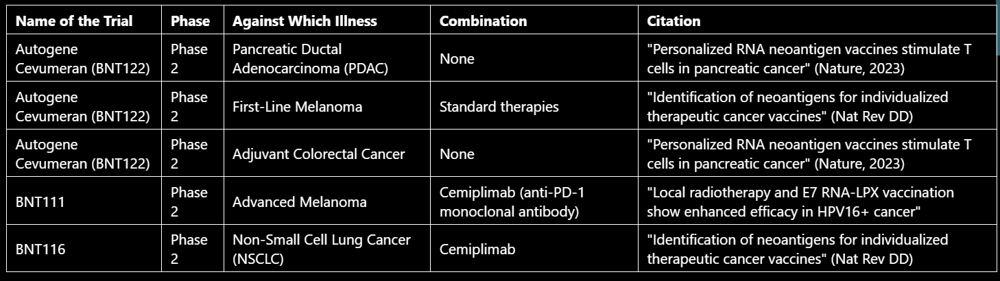 Name of the Trial Phase Against Which Illness Combination Citation
Autogene Cevumeran (BNT122) Phase 2 Pancreatic Ductal Adenocarcinoma (PDAC) None "Personalized RNA neoantigen vaccines stimulate T cells in pancreatic cancer" (Nature, 2023)
Autogene Cevumeran (BNT122) Phase 2 First-Line Melanoma Standard therapies "Identification of neoantigens for individualized therapeutic cancer vaccines" (Nat Rev DD)
Autogene Cevumeran (BNT122) Phase 2 Adjuvant Colorectal Cancer None "Personalized RNA neoantigen vaccines stimulate T cells in pancreatic cancer" (Nature, 2023)
BNT111 Phase 2 Advanced Melanoma Cemiplimab (anti-PD-1 monoclonal antibody) "Local radiotherapy and E7 RNA-LPX vaccination show enhanced efficacy in HPV16+ cancer"
BNT116 Phase 2 Non-Small Cell Lung Cancer (NSCLC) Cemiplimab "Identification of neoantigens for individualized therapeutic cancer vaccines" (Nat Rev DD)